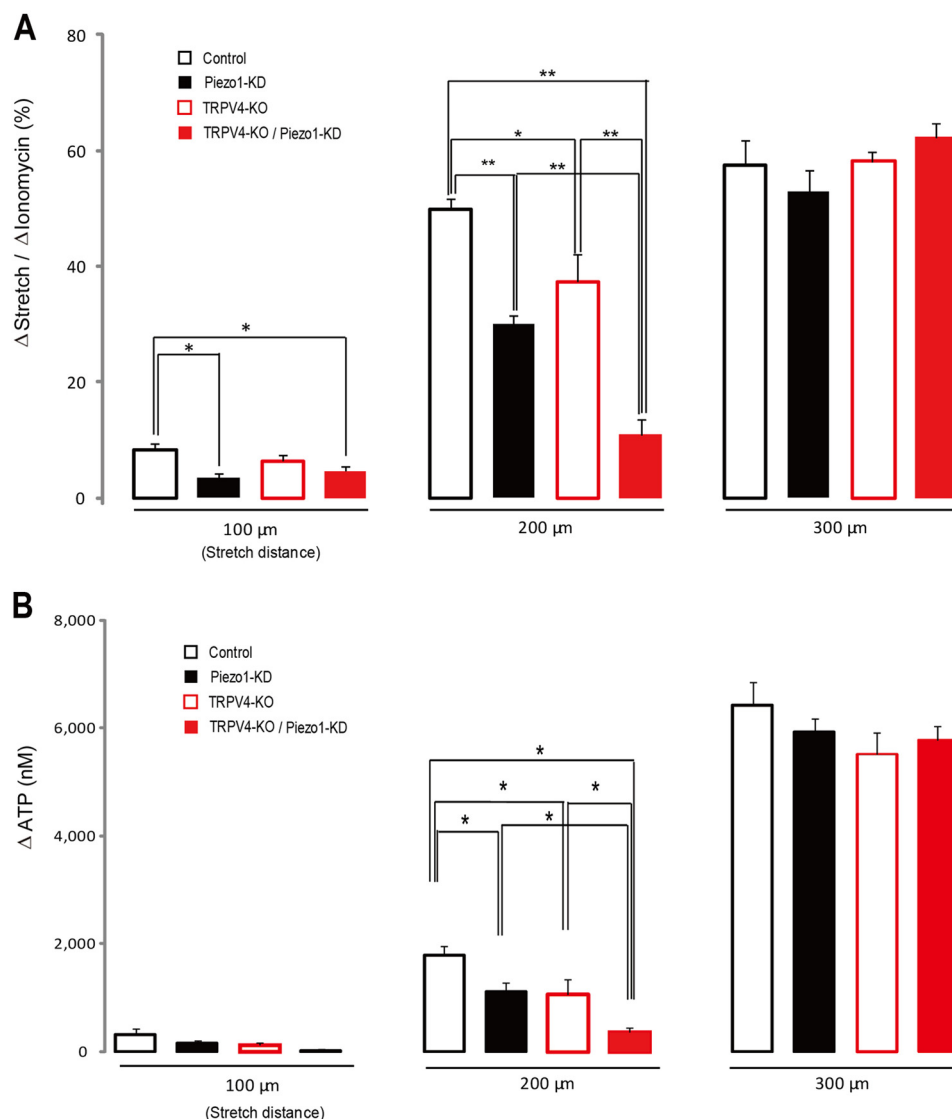 A
80
60
40
20
0
ΔStretch / ΔIonomycin (%)
Control
Piezo1-KD
TRPV4-KO
TRPV4-KO / Piezo1-KD
*
*
**
*
**
**
**
100 µm
(Stretch distance)
200 µm
300 µm
B
8,000
6,000
4,000
2,000
0
Δ ATP (nM)
Control
Piezo1-KD
TRPV4-KO
TRPV4-KO / Piezo1-KD
*
*
*
*
*
100 µm
(Stretch distance)
200 µm
300 µm